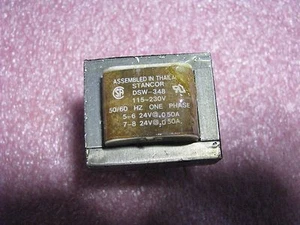 ASSEMBLED IN THAILAND
STANCOR
DSW-348
115-230V
50/60 HZ ONE PHASE
5-6 24V@.050A
7-8 24V@.050A